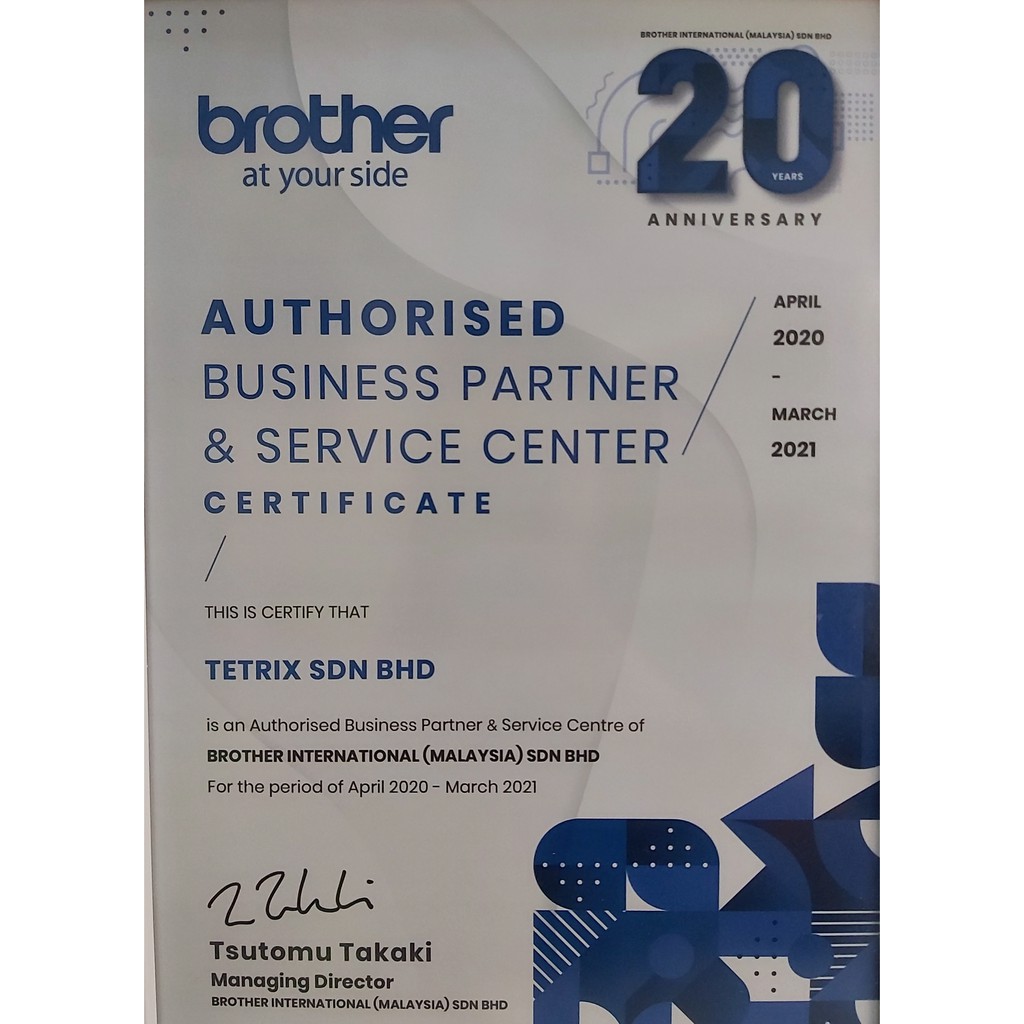 BROTHER INTERNATIONAL (MALAYSIA) SDN BHD
20
YEARS
ANNIVERSARY
brother
at your side
AUTHORISED
BUSINESS PARTNER
& SERVICE CENTER
CERTIFICATE
APRIL
2020
-
MARCH
2021
THIS IS CERTIFY THAT
TETRIX SDN BHD
is an Authorised Business Partner & Service Centre of
BROTHER INTERNATIONAL (MALAYSIA) SDN BHD
For the period of April 2020 - March 2021
Tsutomu Takaki
Managing Director
BROTHER INTERNATIONAL (MALAYSIA) SDN BHD